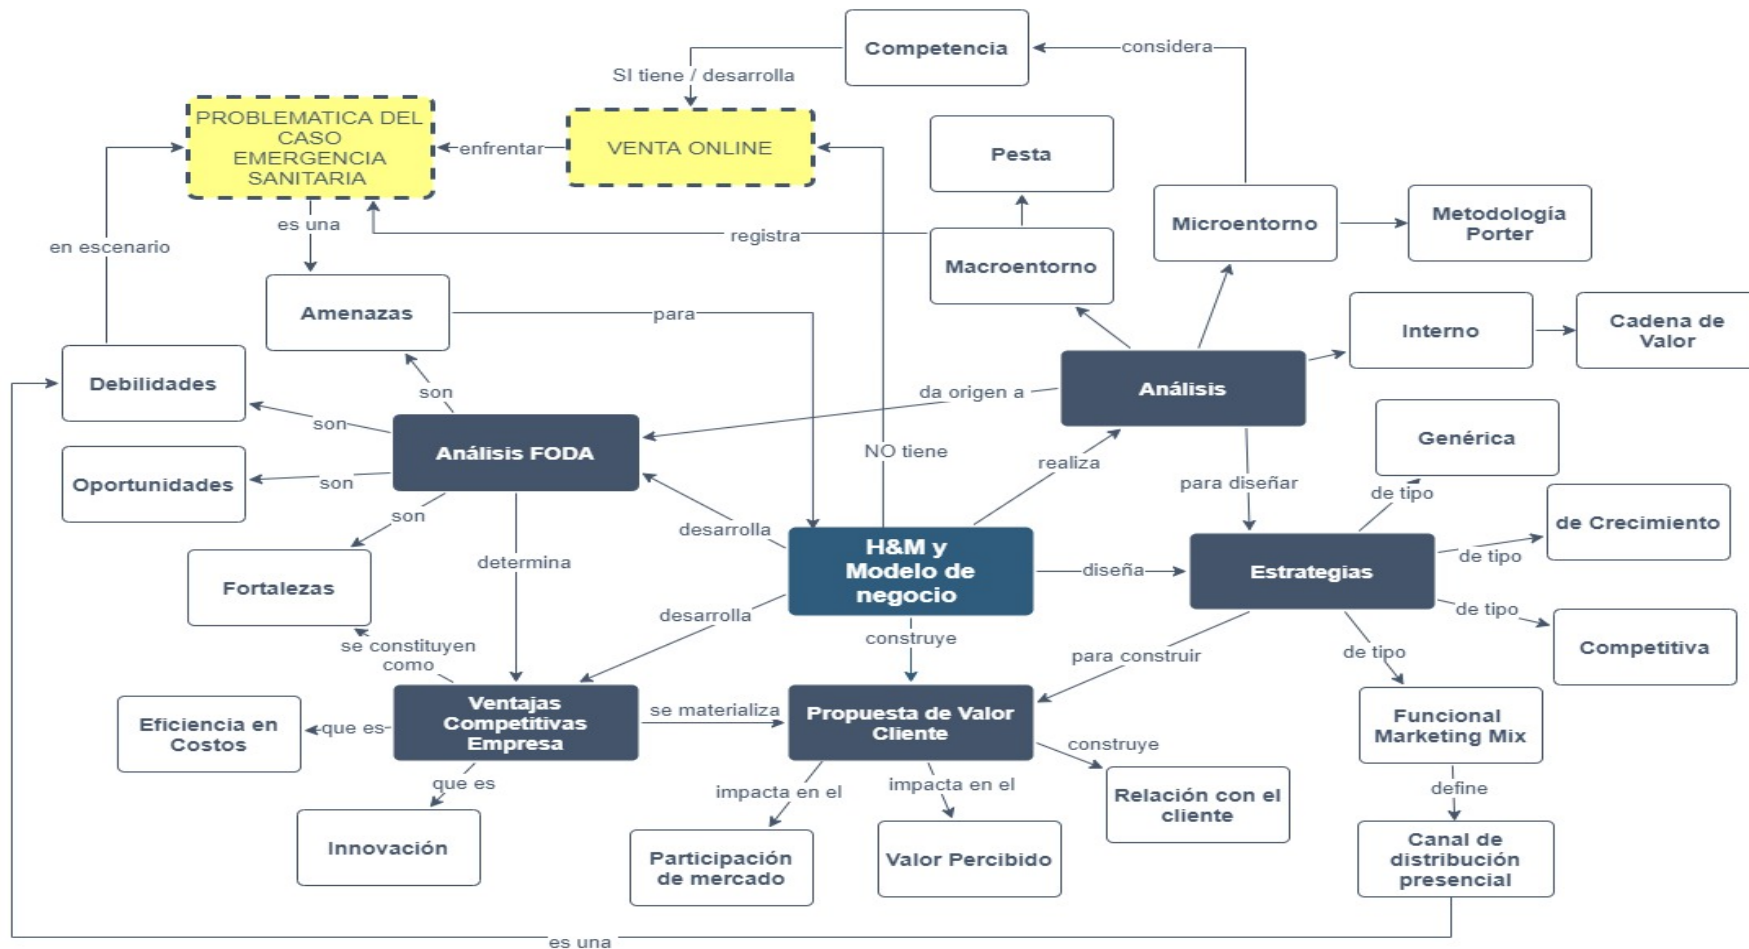 Competencia
considera
SI tiene / desarrolla
PROBLEMATICA DEL
CASO
EMERGENCIA
SANITARIA
enfrentar
VENTA ONLINE
Pesta
Microentorno
Metodología
Porter
es una
en escenario
registra
Macroentorno
Amenazas
para
Interno
Cadena de
Valor
Debilidades
son
son
da origen a
Análisis
Genérica
Análisis FODA
NO tiene
realiza
para diseñar
de tipo
Oportunidades
son
son
desarrolla
de Crecimiento
de tipo
H&M y
Modelo de
negocio
diseña
Estrategias
determina
Fortalezas
desarrolla
construye
de tipo
Competitiva
se constituyen
como
para construir
de tipo
Eficiencia en
Costos
que es
Ventajas
Competitivas
Empresa
se materializa
Propuesta de Valor
Cliente
construye
Funcional
Marketing Mix
que es
impacta en el
impacta en el
Relación con el
cliente
define
Innovación
Participación
de mercado
Valor Percibido
Canal de
distribución
presencial
es una